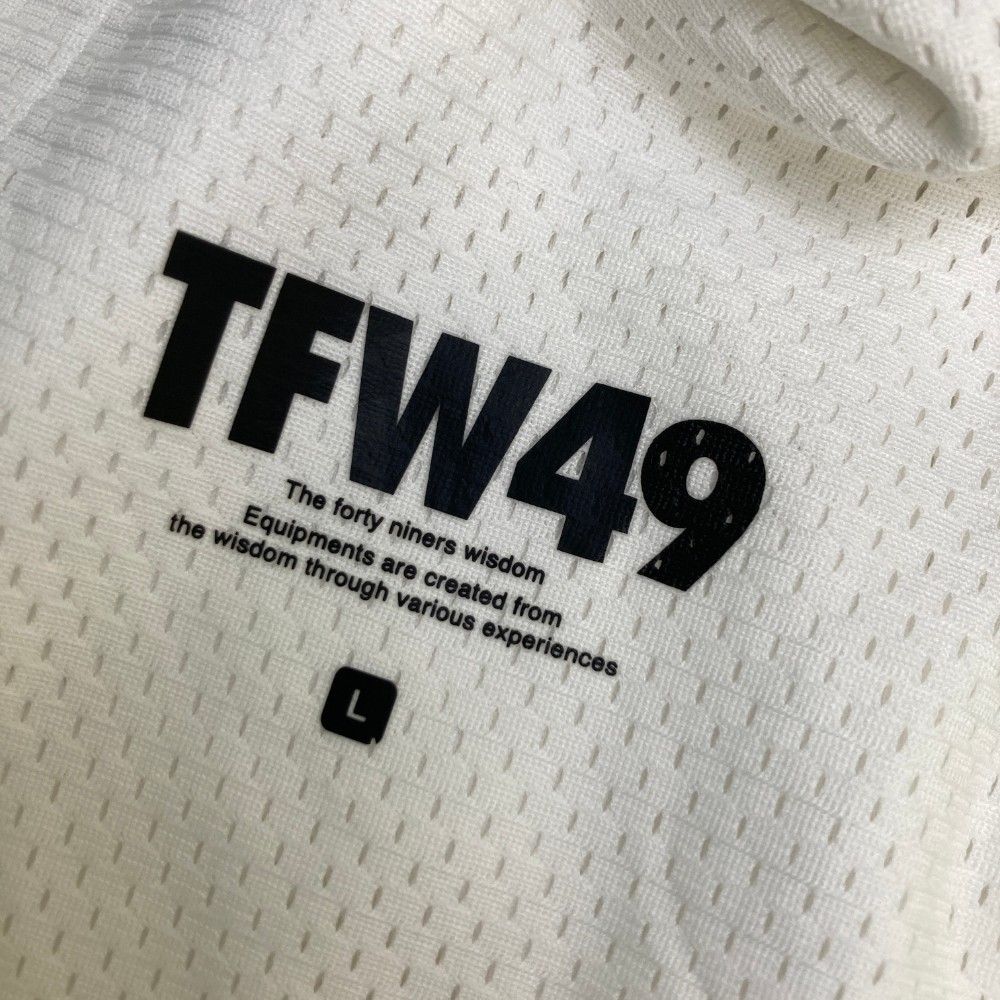 TFW49
The forty niners wisdom
Equipments are created from
the wisdom through various experiences
L